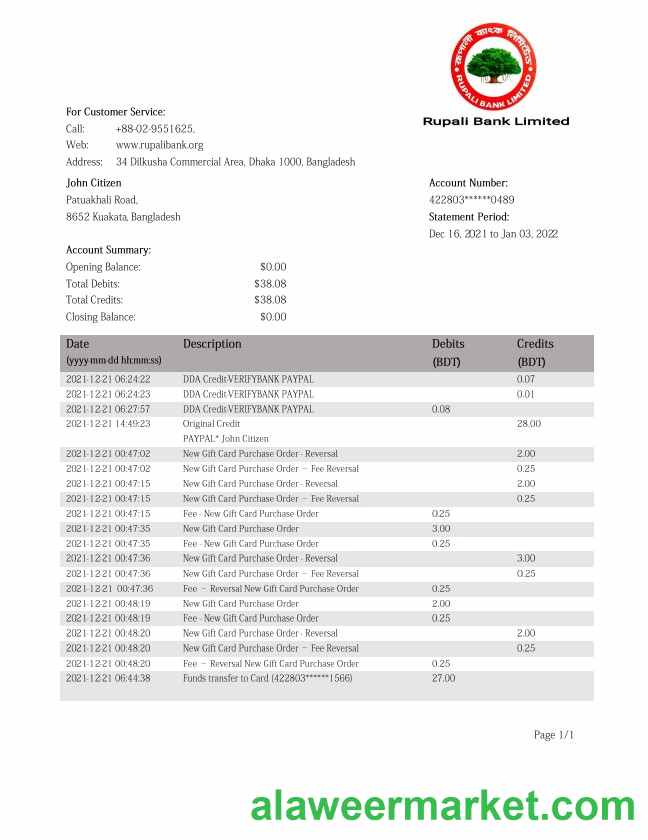 রূপালী ব্যাংক লিমিটেড
RUPALI BANK LIMITED
Rupali Bank Limited
For Customer Service:
Call: +88-02-9551625,
Web: www.rupalibank.org
Address; 34 Dilkusha Commercial Area, Dhaka 1000, Bangladesh
John Citizen
Patuakhali Road,
8652 Kuakata, Bangladesh
Account Number:
422803******0489
Statement Period:
Dec 16, 2021 to Jan 03, 2022
Account Summary:
Opening Balance: $0.00
Total Debits: $38.08
Total Credits: $38.08
Closing Balance: $0.00
Date Description Debits Credits
(yyyy-mm-dd hh:mm:ss) (BDT) (BDT)
2021-12-21 06:24:22 DDA Credit-VERIFYBANK PAYPAL 0.07
2021-12-21 06:24:23 DDA Credit-VERIFYBANK PAYPAL 0.01
2021-12-21 06:27:57 DDA Credit-VERIFYBANK PAYPAL 0.08
2021-12-21 14:49:23 Original Credit 28.00
PAYPAL* John Citizen
2021-12-21 00:47:02 New Gift Card Purchase Order - Reversal 2.00
2021-12-21 00:47:02 New Gift Card Purchase Order – Fee Reversal 0.25
2021-12-21 00:47:15 New Gift Card Purchase Order - Reversal 2.00
2021-12-21 00:47:15 New Gift Card Purchase Order – Fee Reversal 0.25
2021-12-21 00:47:15 Fee - New Gift Card Purchase Order 0.25
2021-12-21 00:47:35 New Gift Card Purchase Order 3.00
2021-12-21 00:47:35 Fee - New Gift Card Purchase Order 0.25
2021-12-21 00:47:36 New Gift Card Purchase Order - Reversal 3.00
2021-12-21 00:47:36 New Gift Card Purchase Order – Fee Reversal 0.25
2021-12-21 00:47:36 Fee – Reversal New Gift Card Purchase Order 0.25
2021-12-21 00:48:19 New Gift Card Purchase Order 2.00
2021-12-21 00:48:19 Fee - New Gift Card Purchase Order 0.25
2021-12-21 00:48:20 New Gift Card Purchase Order - Reversal 2.00
2021-12-21 00:48:20 New Gift Card Purchase Order – Fee Reversal 0.25
2021-12-21 00:48:20 Fee – Reversal New Gift Card Purchase Order 0.25
2021-12-21 06:44:38 Funds transfer to Card (422803******1566) 27.00
Page 1/1
alaweermarket.com